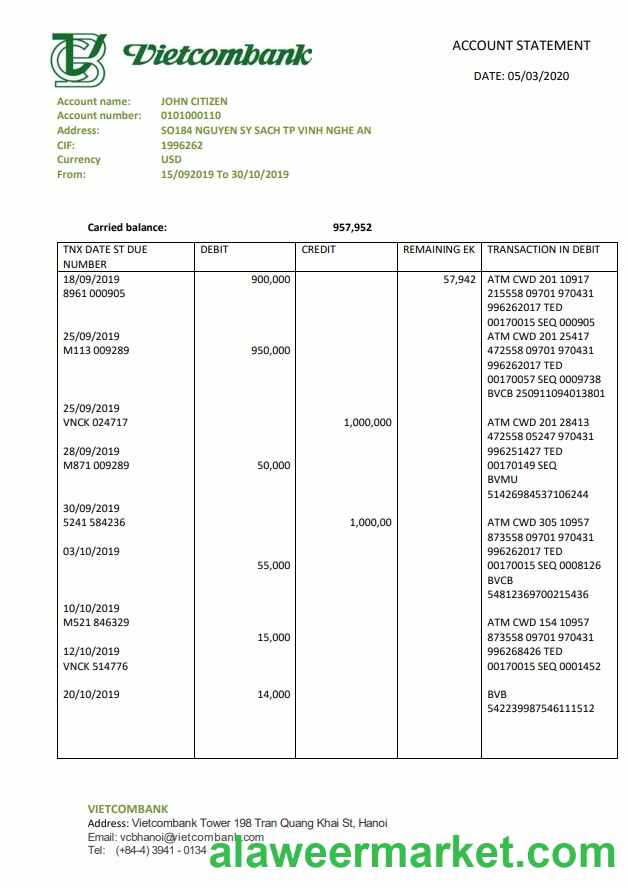 Vietcombank
ACCOUNT STATEMENT
DATE: 05/03/2020
Account name: JOHN CITIZEN
Account number: 0101000110
Address: SO184 NGUYEN SY SACH TP VINH NGHE AN
CIF: 1996262
Currency USD
From: 15/092019 To 30/10/2019
Carried balance: 957,952
TNX DATE ST DUE DEBIT CREDIT REMAINING EK TRANSACTION IN DEBIT
NUMBER
18/09/2019 900,000 57,942 ATM CWD 201 10917
8961 000905 215558 09701 970431
996262017 TED
00170015 SEQ 000905
25/09/2019 ATM CWD 201 25417
M113 009289 950,000 472558 09701 970431
996262017 TED
00170057 SEQ 0009738
BVCB 250911094013801
25/09/2019
VNCK 024717 1,000,000 ATM CWD 201 28413
472558 05247 970431
28/09/2019 996251427 TED
M871 009289 50,000 00170149 SEQ
BVMU
51426984537106244
30/09/2019
5241 584236 1,000,00 ATM CWD 305 10957
873558 09701 970431
03/10/2019 996262017 TED
55,000 00170015 SEQ 0008126
BVCB
54812369700215436
10/10/2019
M521 846329 ATM CWD 154 10957
15,000 873558 09701 970431
12/10/2019 996268426 TED
VNCK 514776 00170015 SEQ 0001452
20/10/2019 14,000 BVB
542239987546111512
VIETCOMBANK
Address: Vietcombank Tower 198 Tran Quang Khai St, Hanoi
Email: vcbhanoi@vietcombank.com
Tel: (+84-4) 3941 - 0134
alaweermarket.com